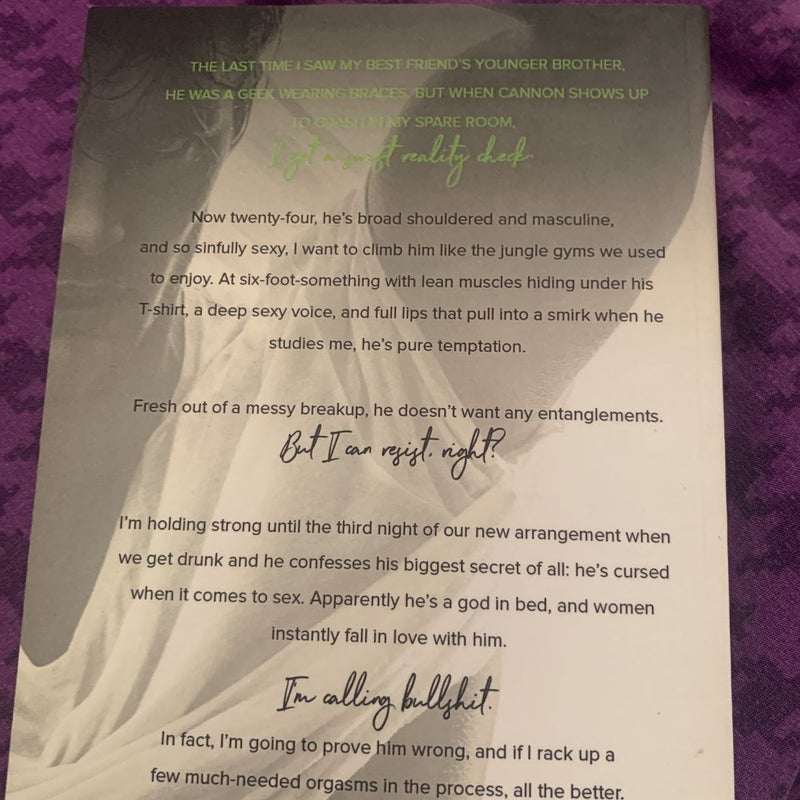 THE LAST TIME I SAW MY BEST FRIEND'S YOUNGER BROTHER,
HE WAS A GEEK WEARING BRACES. BUT WHEN CANNON SHOWS UP
TO CRASH IN MY SPARE ROOM,
I get a swift reality check.
Now twenty-four, he's broad shouldered and masculine,
and so sinfully sexy, I want to climb him like the jungle gyms we used
to enjoy. At six-foot-something with lean muscles hiding under his
T-shirt, a deep sexy voice, and full lips that pull into a smirk when he
studies me, he's pure temptation.
Fresh out of a messy breakup, he doesn't want any entanglements.
But I can resist, right?
I'm holding strong until the third night of our new arrangement when
we get drunk and he confesses his biggest secret of all: he's cursed
when it comes to sex. Apparently he's a god in bed, and women
instantly fall in love with him.
I'm calling bullshit.
In fact, I'm going to prove him wrong, and if I rack up a
few much-needed orgasms in the process, all the better.